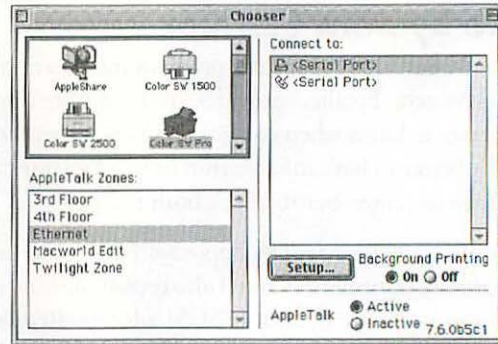 Chooser
AppleShare
Color SW 1500
Color SW 2500
Color SW Pro
AppleTalk Zones:
3rd Floor
4th Floor
Ethernet
Macworld Edit
Twilight Zone
Connect to:
<Serial Port>
<Serial Port>
Setup...
Background Printing
On Off
AppleTalk
Active
Inactive
7.6.0b5c1